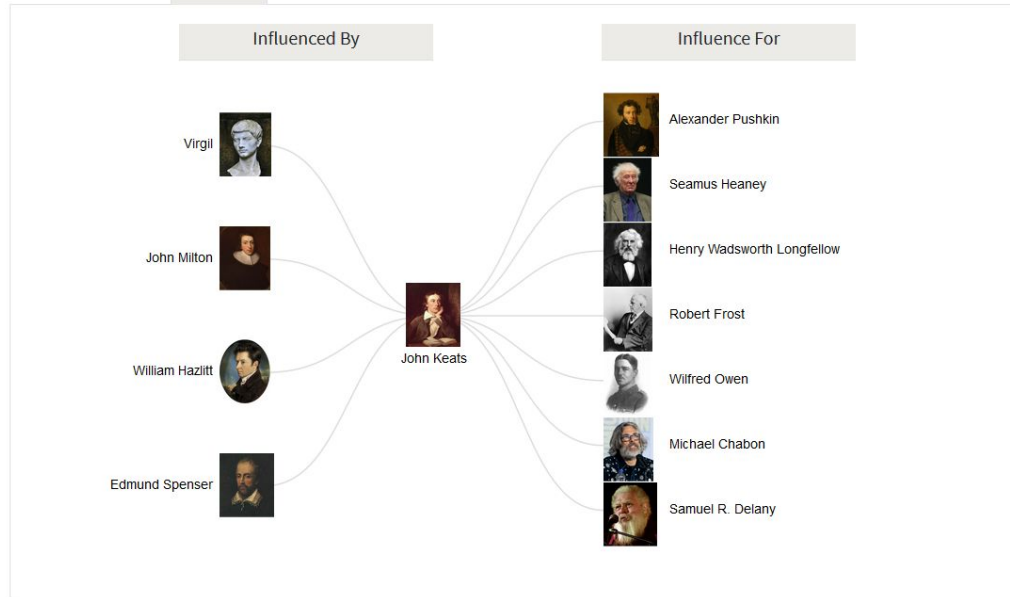 Influenced By
Influence For
Virgil
John Milton
William Hazlitt
Edmund Spenser
John Keats
Alexander Pushkin
Seamus Heaney
Henry Wadsworth Longfellow
Robert Frost
Wilfred Owen
Michael Chabon
Samuel R. Delany